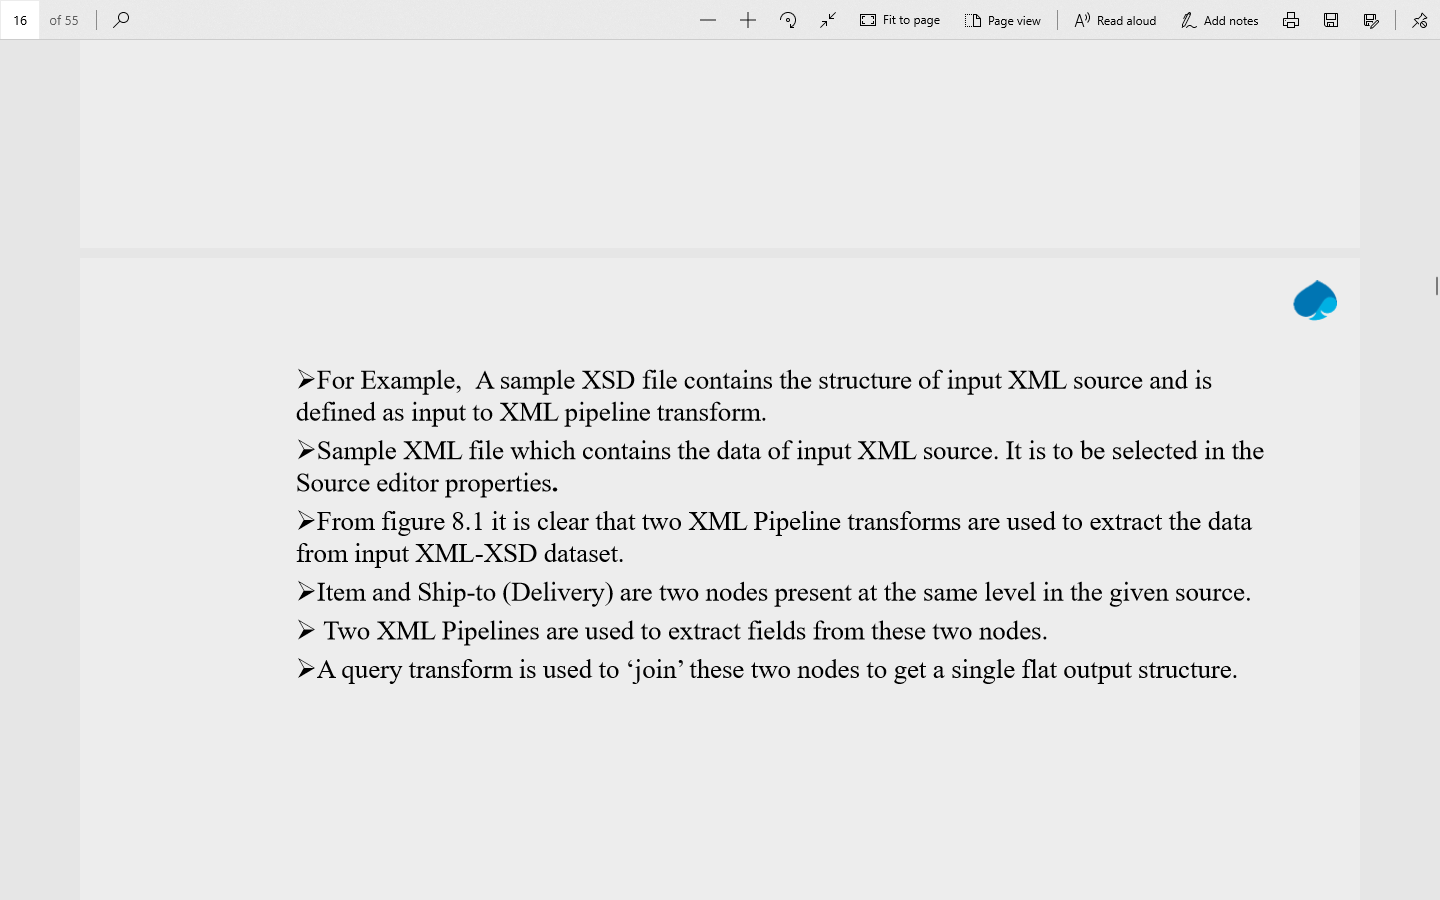 16 of 55 Fit to page Page view Read aloud Add notes
➢For Example,  A sample XSD file contains the structure of input XML source and is
defined as input to XML pipeline transform.
➢Sample XML file which contains the data of input XML source. It is to be selected in the
Source editor properties.
➢From figure 8.1 it is clear that two XML Pipeline transforms are used to extract the data
from input XML-XSD dataset.
➢Item and Ship-to (Delivery) are two nodes present at the same level in the given source.
➢ Two XML Pipelines are used to extract fields from these two nodes.
➢A query transform is used to ‘join’ these two nodes to get a single flat output structure.